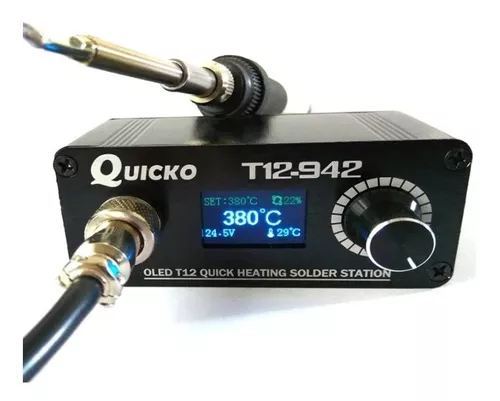 QUICKO T12-942
SET:380°C 22%
380°C
24.5V 29°C
OLED T12 QUICK HEATING SOLDER STATION